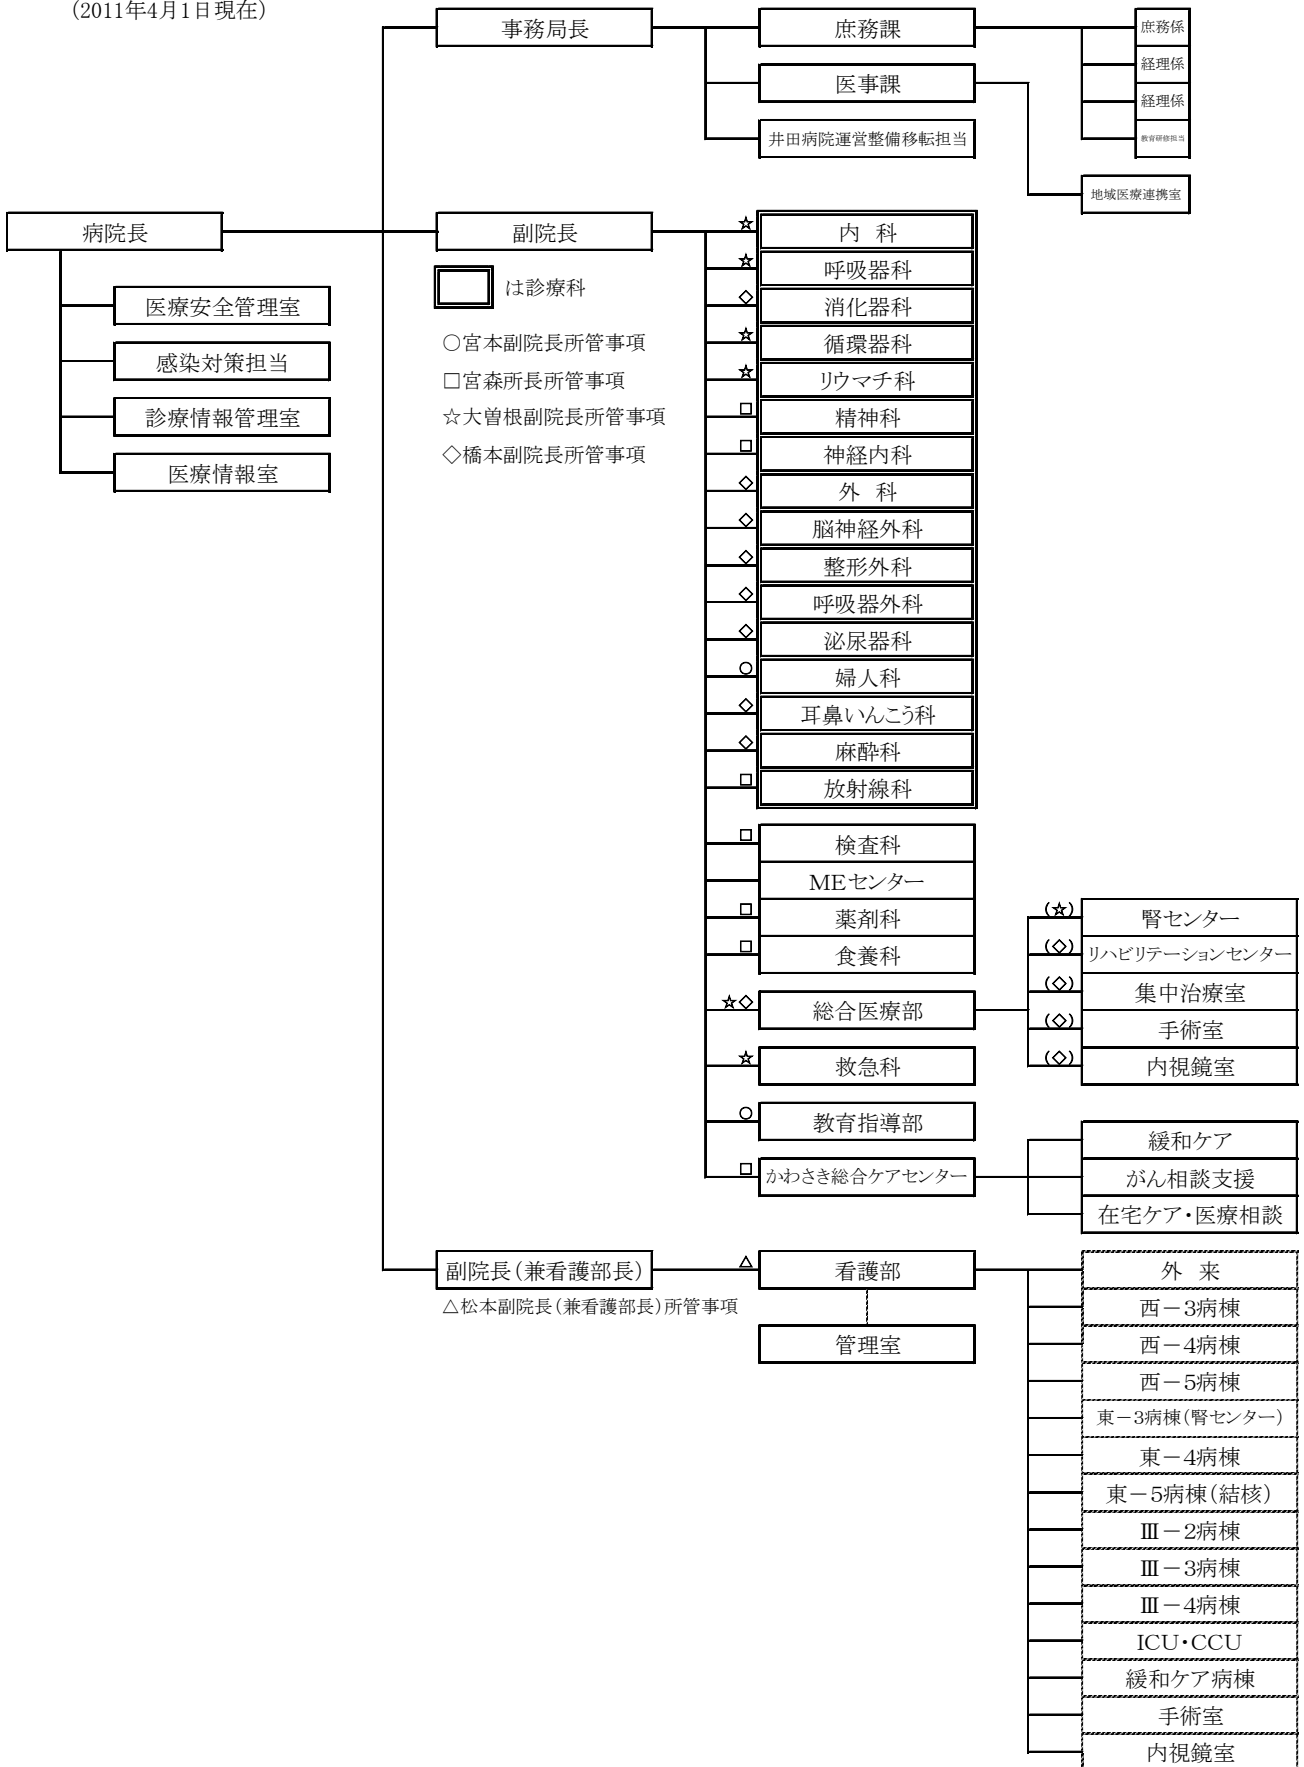 (2011年4月1日現在)
事務局長
庶務課
庶務係
経理係
経理係
教育研修担当
医事課
井田病院運営整備移転担当
地域医療連携室
病院長
医療安全管理室
感染対策担当
診療情報管理室
医療情報室
副院長
は診療科
○宮本副院長所管事項
□宮森所長所管事項
☆大曽根副院長所管事項
◇橋本副院長所管事項
☆ 内 科
☆ 呼吸器科
◇ 消化器科
☆ 循環器科
☆ リウマチ科
□ 精神科
□ 神経内科
◇ 外 科
◇ 脳神経外科
◇ 整形外科
◇ 呼吸器外科
◇ 泌尿器科
○ 婦人科
◇ 耳鼻いんこう科
◇ 麻酔科
□ 放射線科
□ 検査科
MEセンター
□ 薬剤科
□ 食養科
☆◇ 総合医療部
(☆) 腎センター
(◇) リハビリテーションセンター
(◇) 集中治療室
(◇) 手術室
(◇) 内視鏡室
☆ 救急科
○ 教育指導部
□ かわさき総合ケアセンター
緩和ケア
がん相談支援
在宅ケア・医療相談
副院長(兼看護部長)
△松本副院長(兼看護部長)所管事項
△ 看護部
管理室
外 来
西-3病棟
西-4病棟
西-5病棟
東-3病棟(腎センター)
東-4病棟
東-5病棟(結核)
Ⅲ-2病棟
Ⅲ-3病棟
Ⅲ-4病棟
ICU・CCU
緩和ケア病棟
手術室
内視鏡室